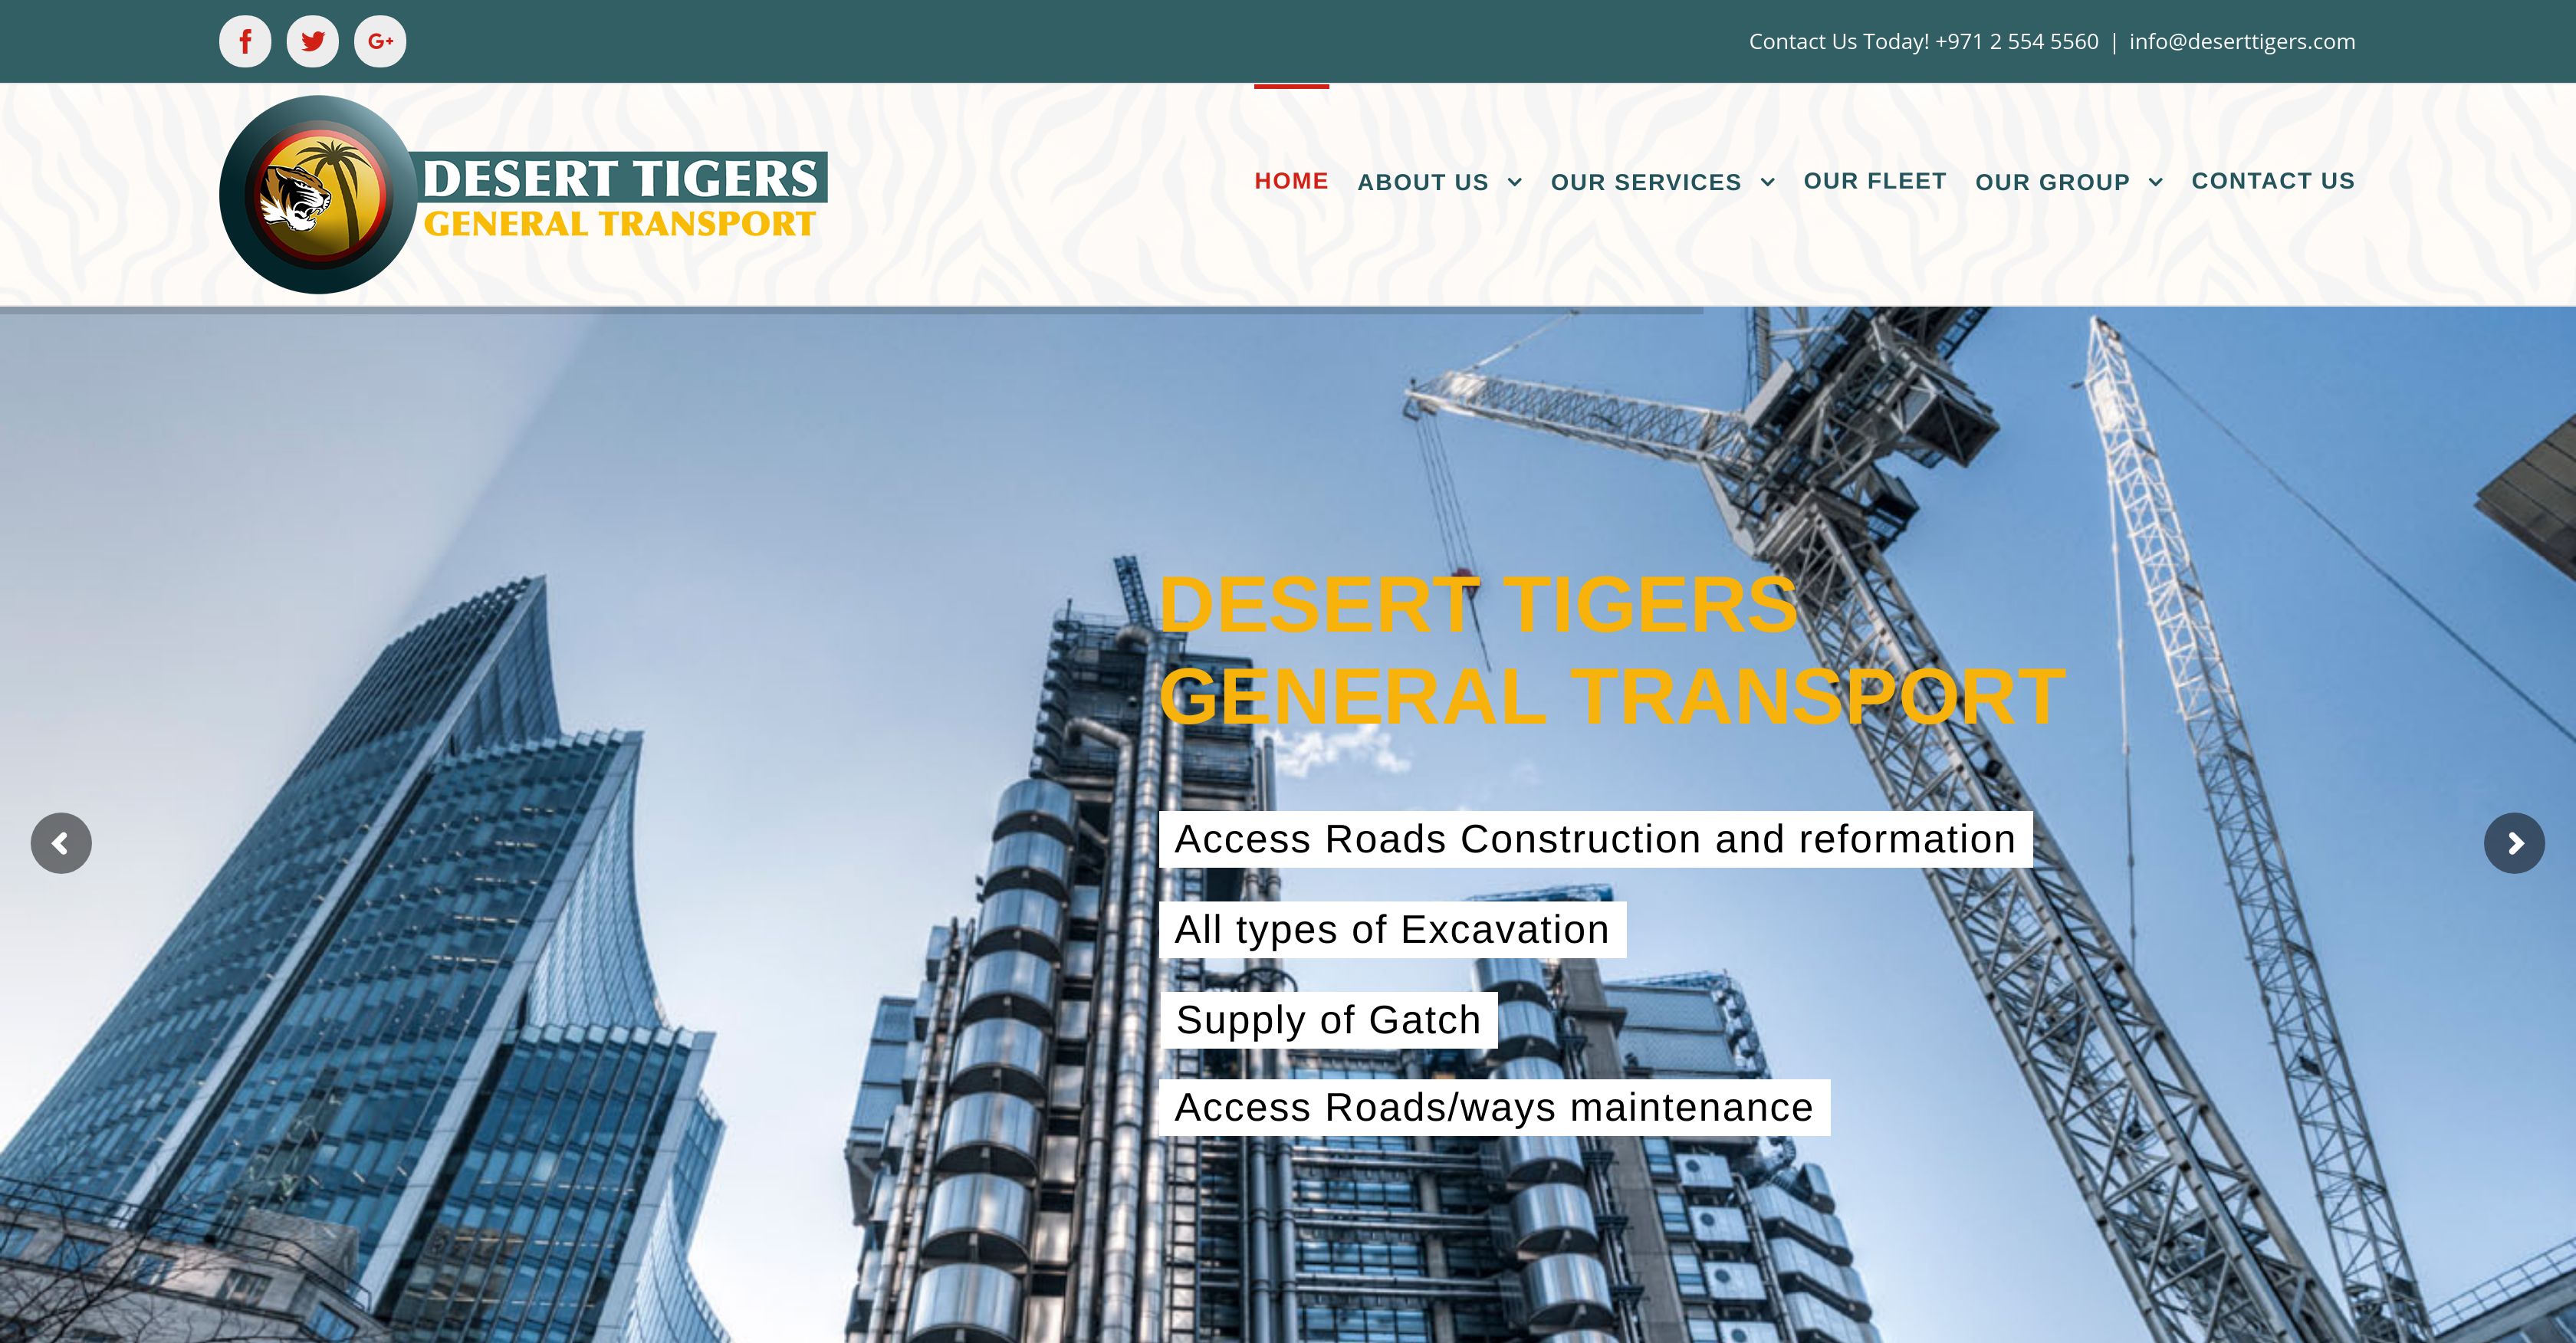 Contact Us Today! +971 2 554 5560 | info@deserttigers.com
DESERT TIGERS
GENERAL TRANSPORT
HOME ABOUT US OUR SERVICES OUR FLEET OUR GROUP CONTACT US
DESERT TIGERS
GENERAL TRANSPORT
Access Roads Construction and reformation
All types of Excavation
Supply of Gatch
Access Roads/ways maintenance